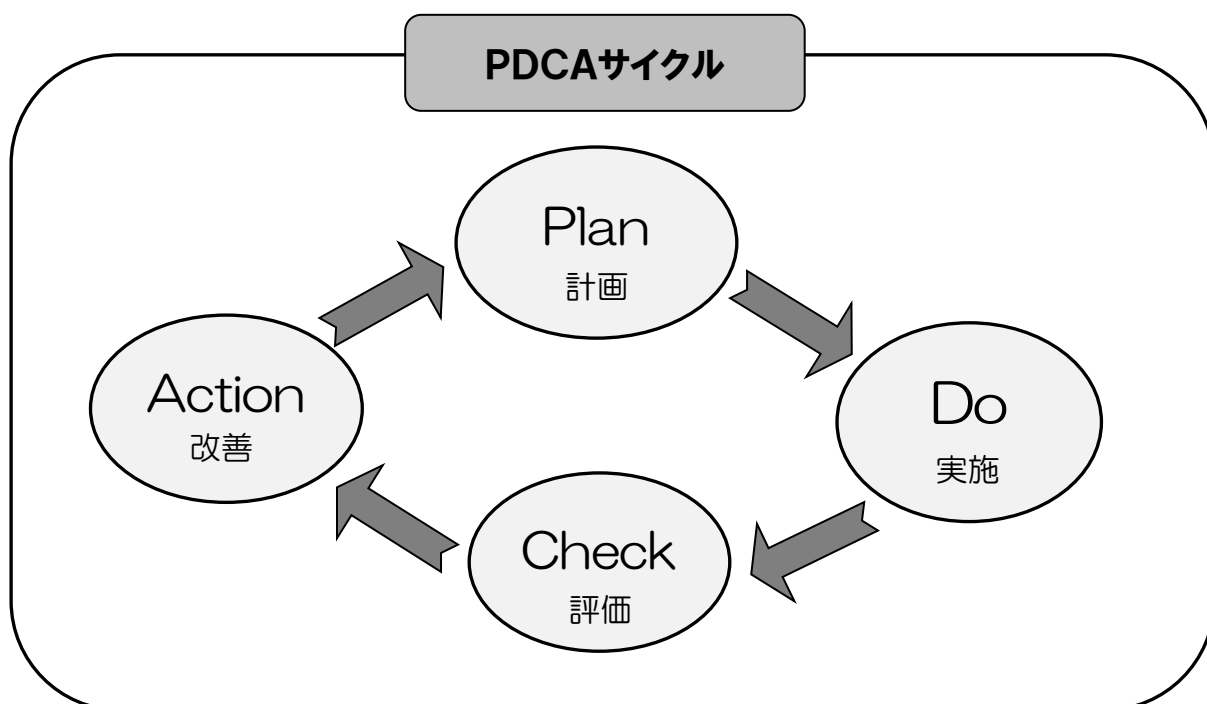 PDCAサイクル
Plan
計画
Do
実施
Check
評価
Action
改善